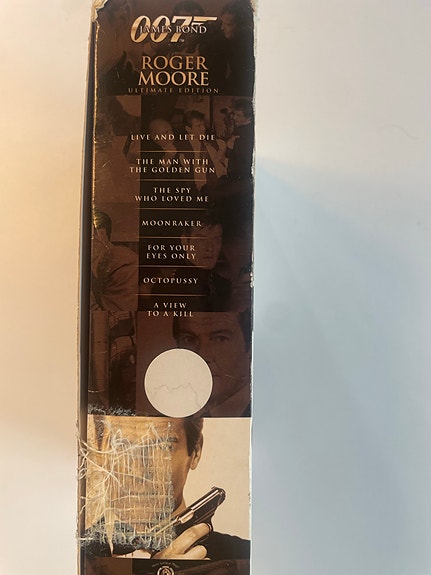 007
JAMES BOND
ROGER
MOORE
ULTIMATE EDITION
LIVE AND LET DIE
THE MAN WITH
THE GOLDEN GUN
THE SPY
WHO LOVED ME
MOONRAKER
FOR YOUR
EYES ONLY
OCTOPUSSY
A VIEW
TO A KILL